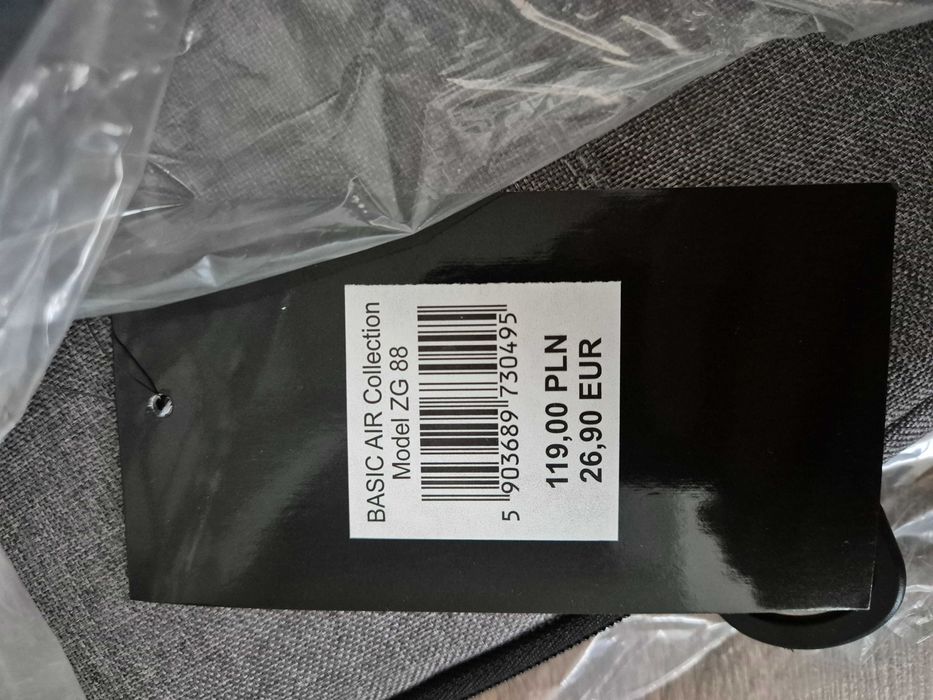 BASIC AIR Collection
Model ZG 88
5 903689 730495
119,00 PLN
26,90 EUR